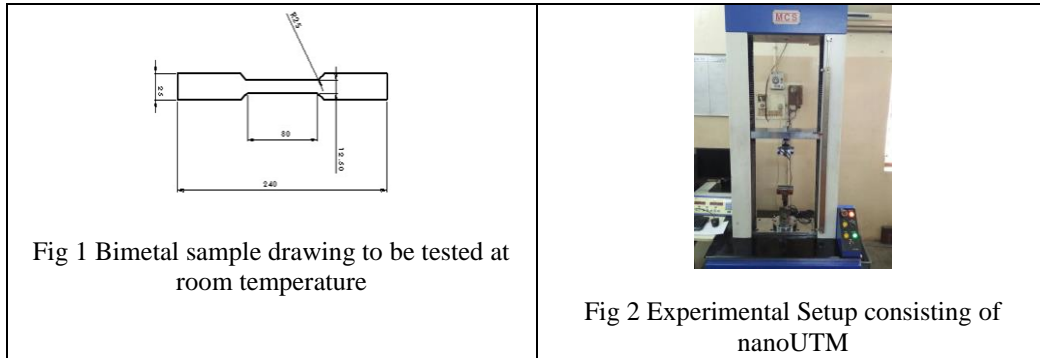 R25
25
80
12.50
240
Fig 1 Bimetal sample drawing to be tested at
room temperature
MCS
Fig 2 Experimental Setup consisting of
nanoUTM